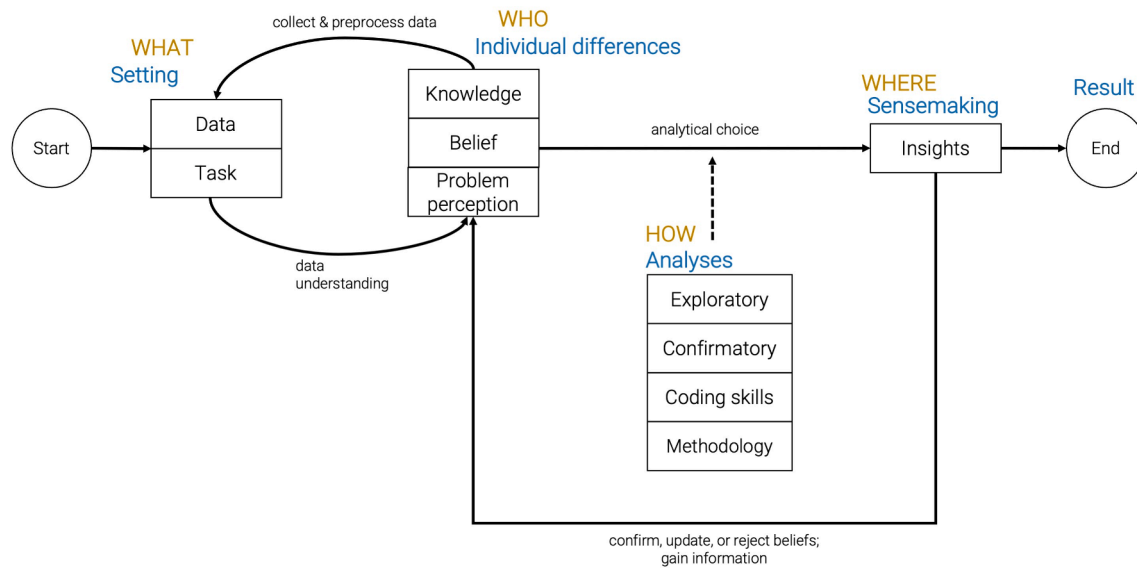 collect & preprocess data
WHO
Individual differences
WHAT
Setting
Knowledge
Belief
Problem
perception
WHERE
Sensemaking
Result
Start
Data
Task
analytical choice
Insights
End
data
understanding
HOW
Analyses
Exploratory
Confirmatory
Coding skills
Methodology
confirm, update, or reject beliefs;
gain information